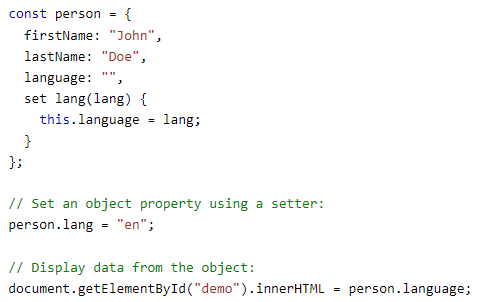 const person = {
  firstName: "John",
  lastName: "Doe",
  language: "",
  set lang(lang) {
    this.language = lang;
  }
};

// Set an object property using a setter:
person.lang = "en";

// Display data from the object:
document.getElementById("demo").innerHTML = person.language;